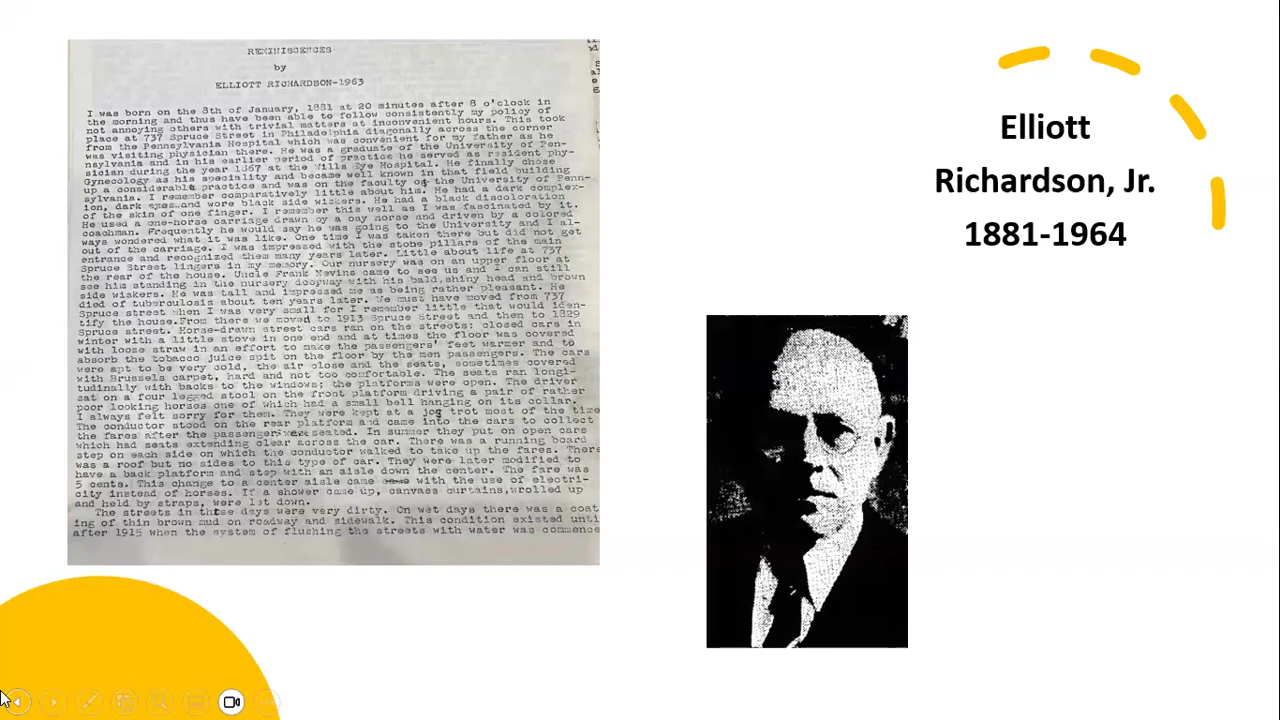 REMINISCENCES
by
ELLIOTT RICHARDSON-1963
I was born on the 8th of January, 1881 at 20 minutes after 8 o'clock in
the morning and thus have been able to follow consistently my policy of
not annoying others with trivial matters at inconvenient hours. This took
place at 737 Spruce Street in Philadelphia diagonally across the corner
from the Pennsylvania Hospital which was convenient for my father as he
was visiting physician there. He was a graduate of the University of Pen-
nsylvania and in his earlier period of practice he served as resident phy-
sician during the year 1867 at the Wills Eye Hospital. He finally chose
Gynecology as his speciality and became well known in that field building
up a considerable practice and was on the faculty of the University of Penn-
sylvania. I remember comparatively little about him. He had a dark complex-
ion, dark eyes and wore black side wiskers. He had a black discoloration
of the skin of one finger. I remember this well as I was fascinated by it.
He used a one-horse carriage drawn by a bay horse and driven by a colored
coachman. Frequently he would say he was going to the University and I al-
ways wondered what it was like. One time I was taken there but did not get
out of the carriage. I was impressed with the stone pillars of the main
entrance and recognized them many years later. Little about life at 737
Spruce Street lingers in my memory. Our nursery was on an upper floor at
the rear of the house. Uncle Frank Nevins came to see us and I can still
see him standing in the nursery doorway with his bald, shiny head and brown
side wiskers. He was tall and impressed me as being rather pleasant. He
died of tuberculosis about ten years later. We must have moved from 737
Spruce street when I was very small for I remember little that would iden-
tify the house. From there we moved to 1913 Spruce Street and then to 1829
Spruce street. Horse-drawn street cars ran on the streets: closed cars in
winter with a little stove in one end and at times the floor was covered
with loose straw in an effort to make the passengers' feet warmer and to
absorb the tobacco juice spit on the floor by the men passengers. The cars
were apt to be very cold, the air close and the seats, sometimes covered
with Brussels carpet, hard and not too comfortable. The seats ran longi-
tudinally with backs to the windows; the platforms were open. The driver
sat on a four legged stool on the front platform driving a pair of rather
poor looking horses one of which had a small bell hanging on its collar.
I always felt sorry for them. They were kept at a jog trot most of the time
The conductor stood on the rear platform and came into the cars to collect
the fares after the passenger were seated. In summer they put on open cars
which had seats extending clear across the car. There was a running board
step on each side on which the conductor walked to take up the fares. There
was a roof but no sides to this type of car. They were later modified to
have a back platform and step with an aisle down the center. The fare was
5 cents. This change to a center aisle came with the use of electri-
city instead of horses. If a shower came up, canvass curtains, rolled up
and held by straps, were let down.
The streets in those days were very dirty. On wet days there was a coat
ing of thin brown mud on roadway and sidewalk. This condition existed unti
after 1915 when the system of flushing the streets with water was commence
Elliott
Richardson, Jr.
1881-1964